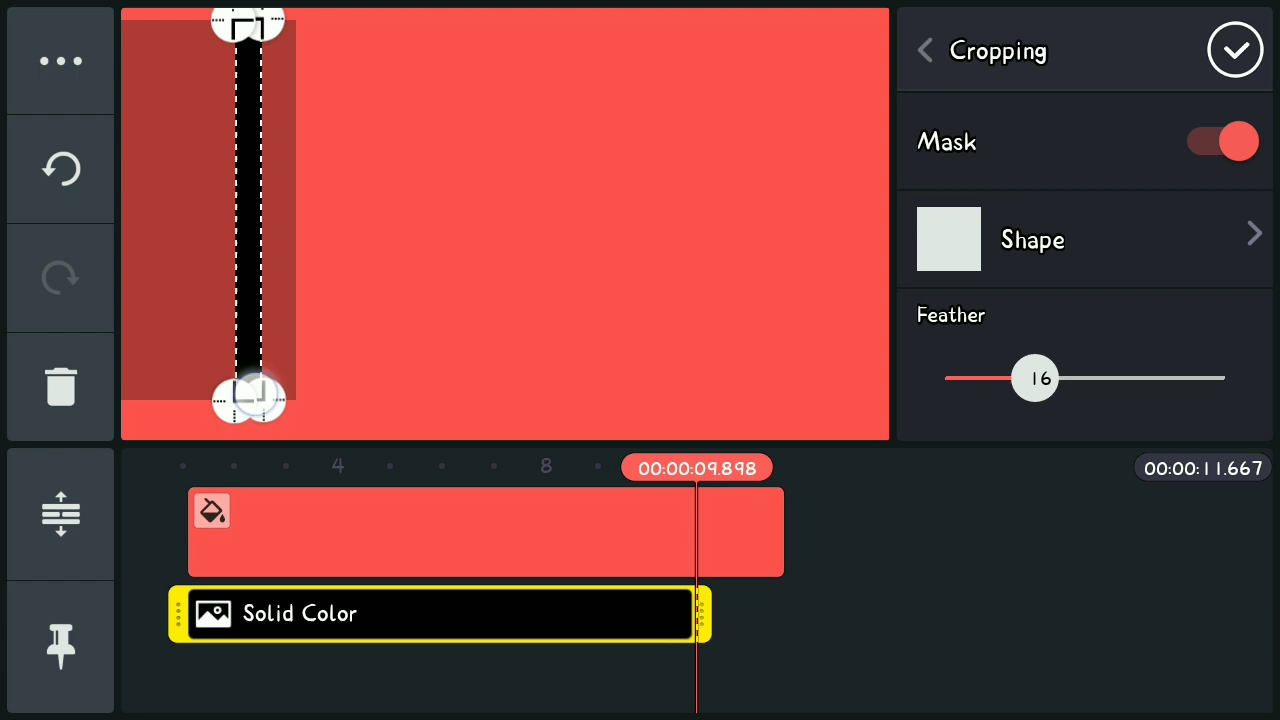 Cropping
Mask
Shape
Feather
16
4
8
00:00:09.898
00:00:11.667
Solid Color